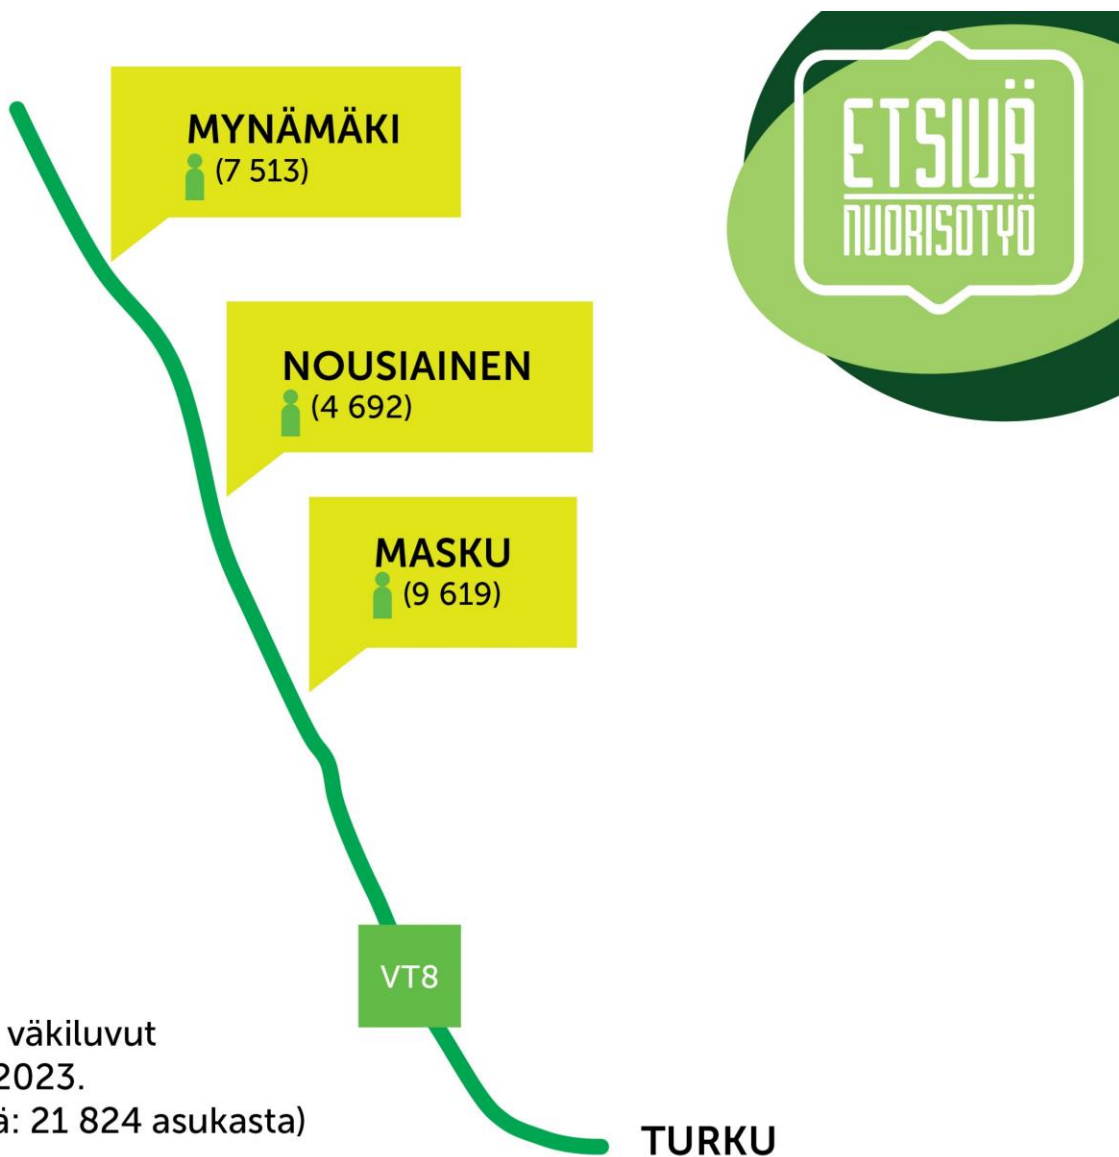 MYNÄMÄKI
(7 513)
ETSIVÄ
NUORISOTYÖ
NOUSIAINEN
(4 692)
MASKU
(9 619)
VT8
väkiluvut
2023.
ä: 21 824 asukasta)
TURKU